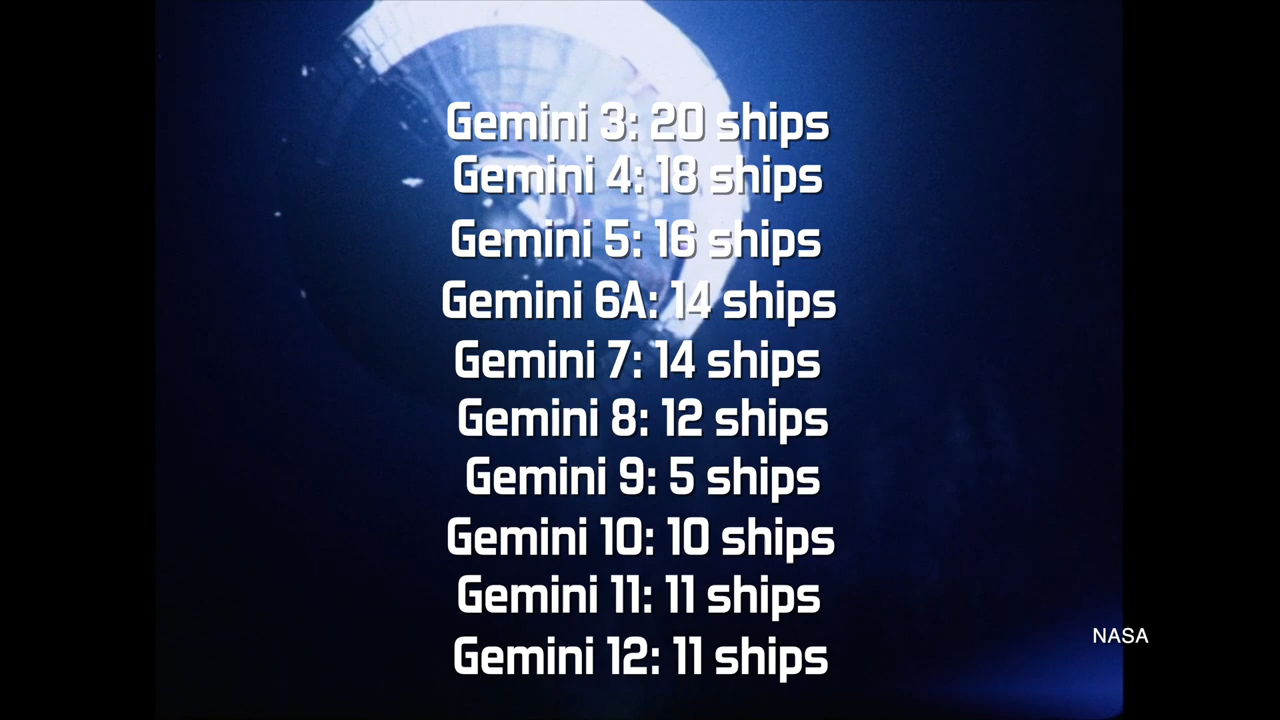 Gemini 3: 20 ships
Gemini 4: 18 ships
Gemini 5: 16 ships
Gemini 6A: 14 ships
Gemini 7: 14 ships
Gemini 8: 12 ships
Gemini 9: 5 ships
Gemini 10: 10 ships
Gemini 11: 11 ships
Gemini 12: 11 ships
NASA